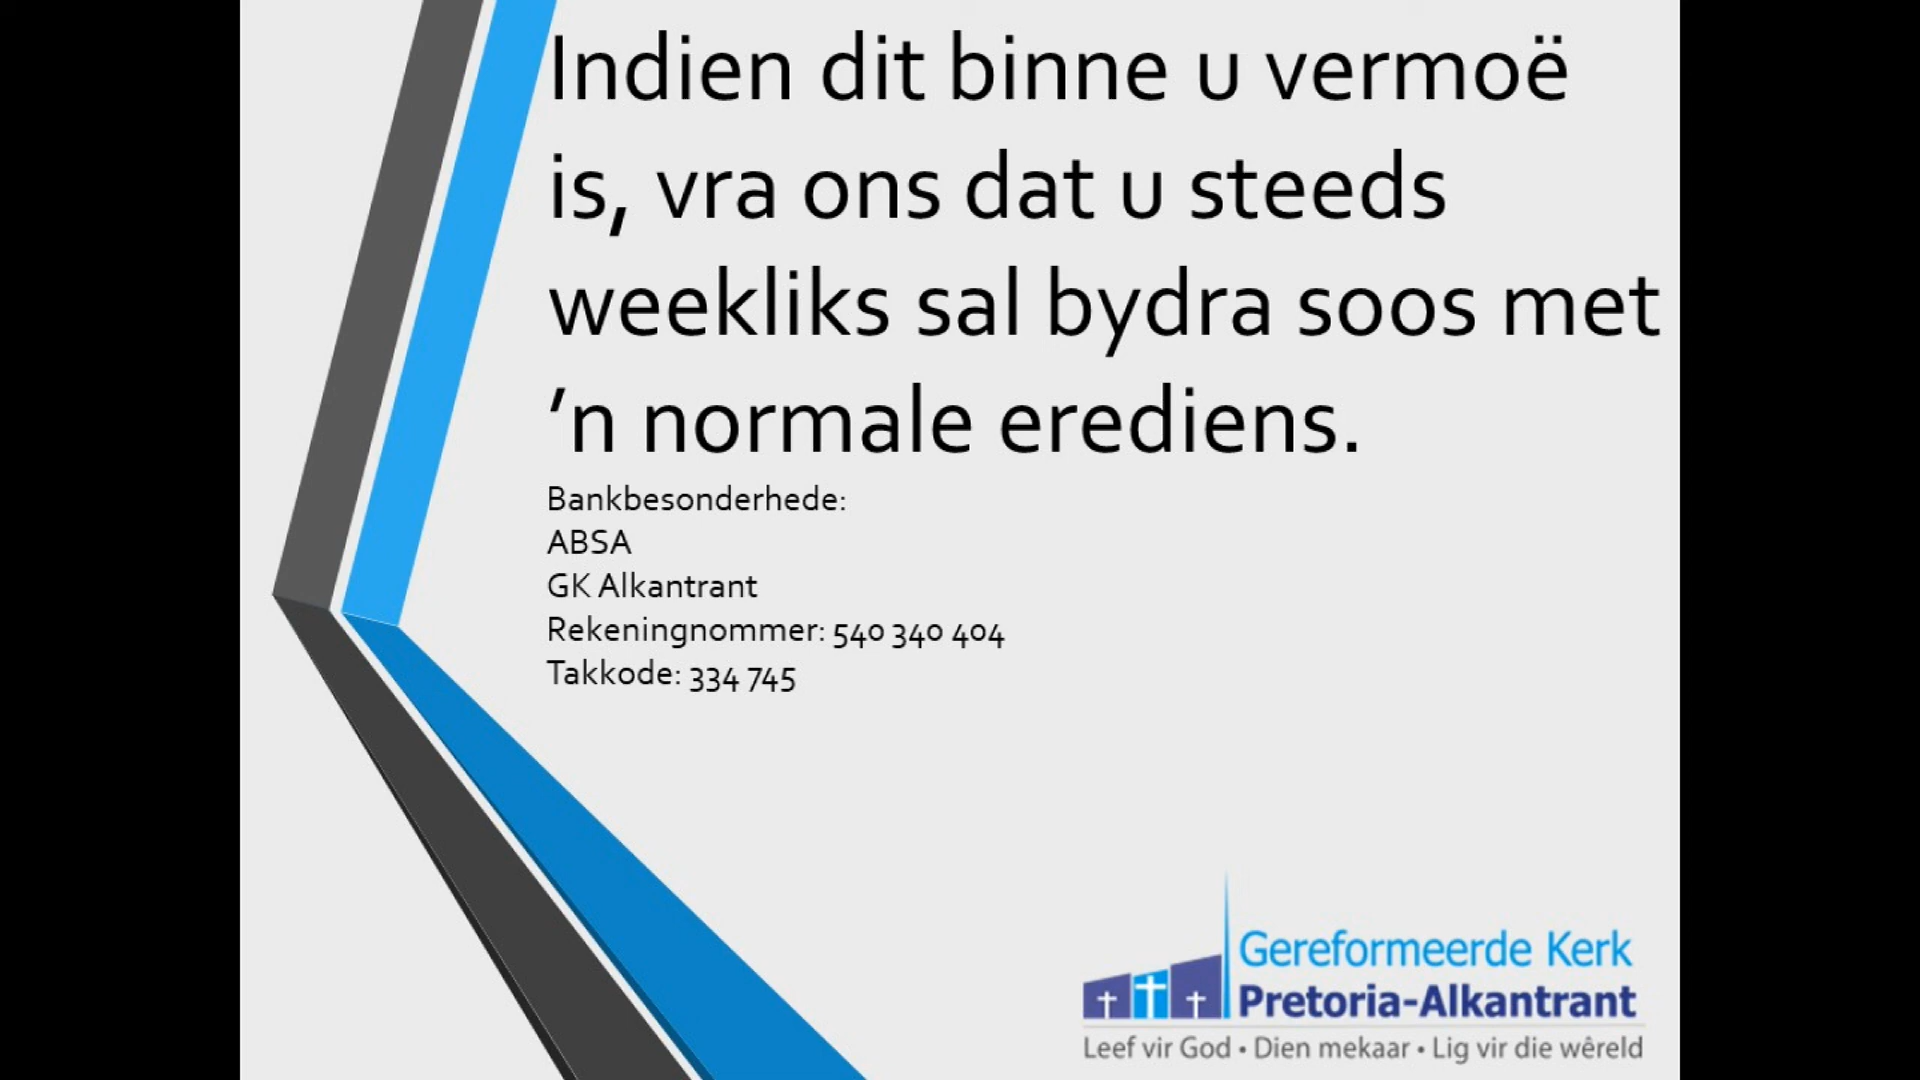 Indien dit binne u vermoë
is, vra ons dat u steeds
weekliks sal bydra soos met
’n normale erediens.
Bankbesonderhede:
ABSA
GK Alkantrant
Rekeningnommer: 540 340 404
Takkode: 334 745
Gereformeerde Kerk
Pretoria-Alkantrant
Leef vir God • Dien mekaar • Lig vir die wêreld